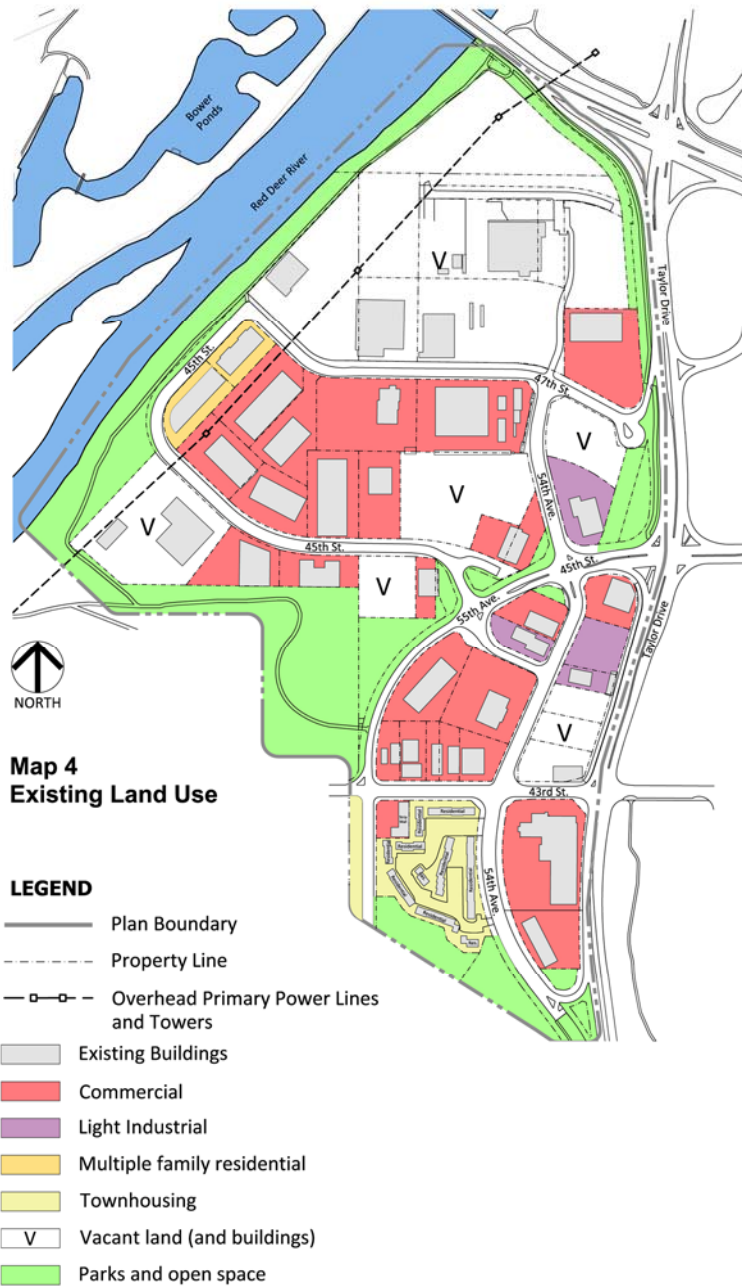 Bower
Ponds
Red Deer River
Taylor Drive
V
45th St.
47th St.
V
54th Ave.
V
V
45th St.
45th St.
V
55th Ave.
Taylor Drive
NORTH
V
Map 4
Existing Land Use
43rd St.
Residential
Residential
Residential
Residential
Residential
Residential
54th Ave.
LEGEND
Plan Boundary
Property Line
Overhead Primary Power Lines
and Towers
Existing Buildings
Commercial
Light Industrial
Multiple family residential
Townhousing
V Vacant land (and buildings)
Parks and open space